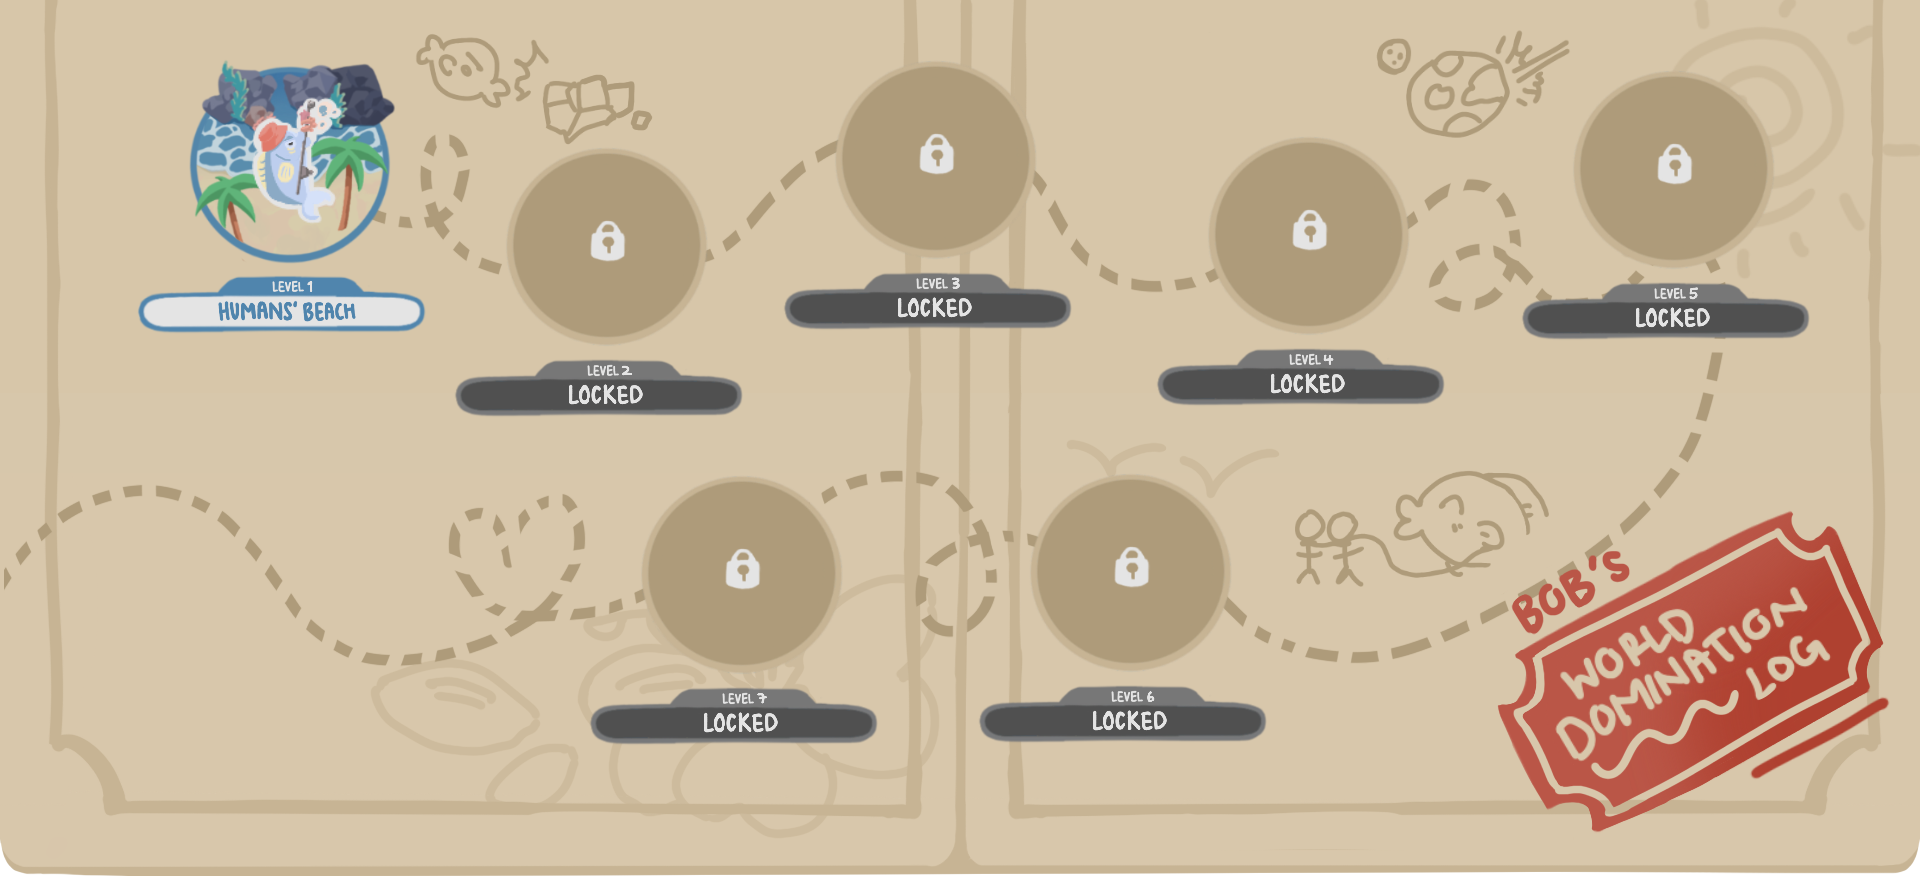 LEVEL 1
HUMANS' BEACH
LEVEL 2
LOCKED
LEVEL 3
LOCKED
LEVEL 4
LOCKED
LEVEL 5
LOCKED
LEVEL 7
LOCKED
LEVEL 6
LOCKED
BOB'S
WORLD
DOMINATION
LOG